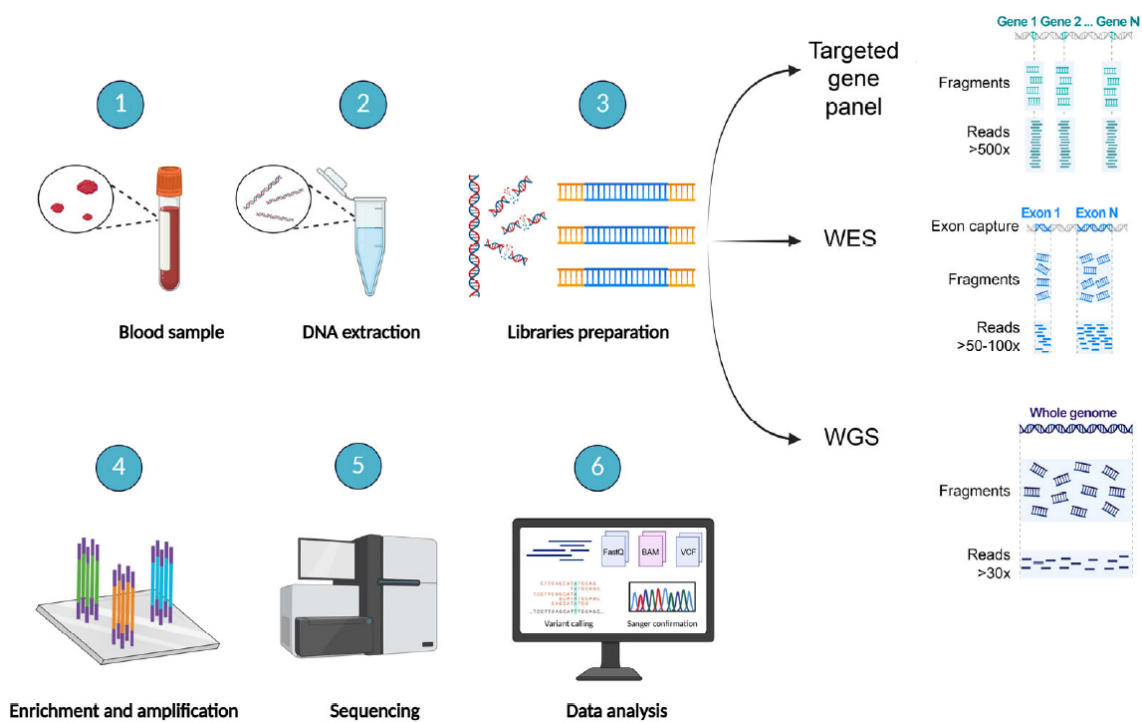 1
Blood sample
2
DNA extraction
3
Libraries preparation
Targeted
gene
panel
Gene 1 Gene 2 ... Gene N
Fragments
Reads
>500x
WES
Exon 1 Exon N
Exon capture
Fragments
Reads
>50-100x
WGS
Whole genome
Fragments
Reads
>30x
4
Enrichment and amplification
5
Sequencing
6
FastQ BAM VCF
Variant calling
Sanger confirmation
Data analysis